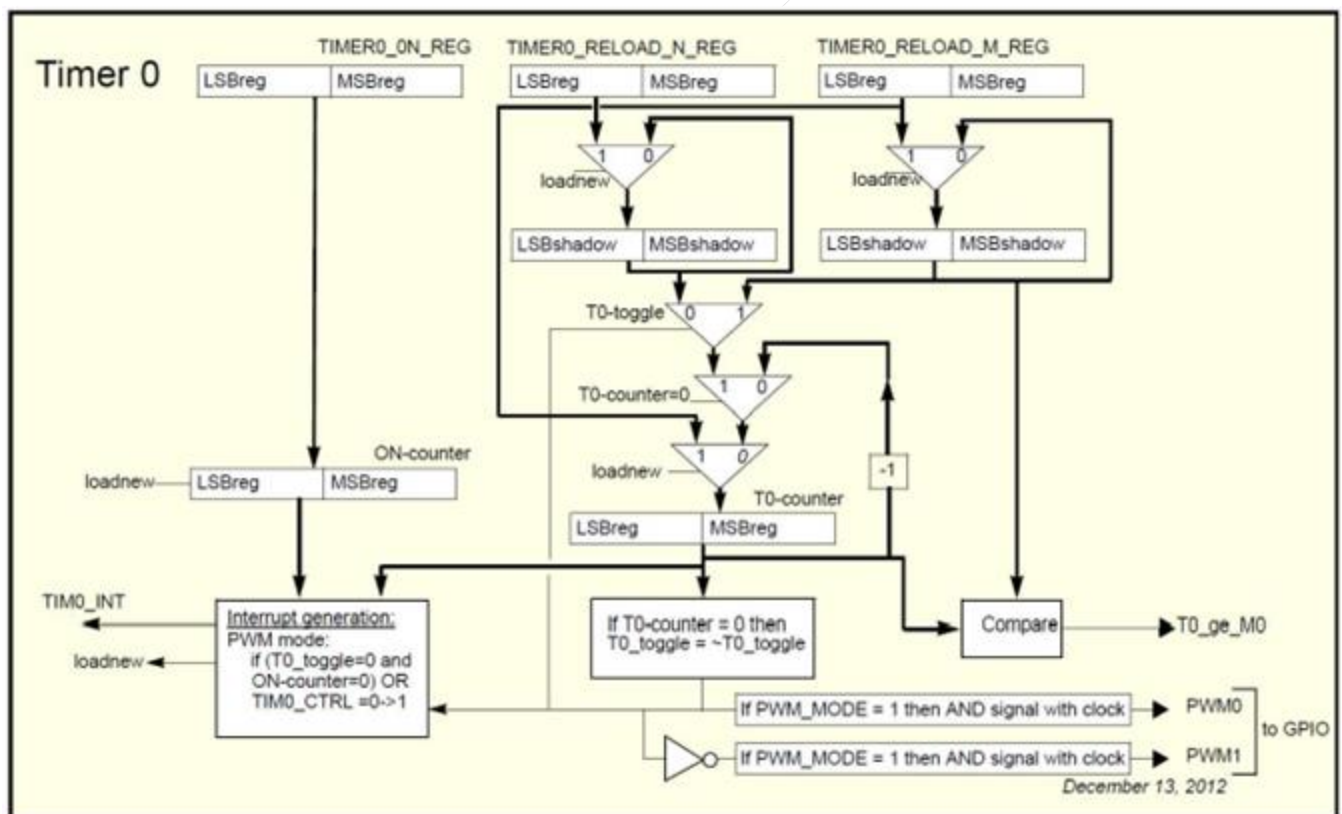 Timer 0
TIMER0_0N_REG
TIMER0_RELOAD_N_REG
TIMER0_RELOAD_M_REG
LSBreg MSBreg
LSBreg MSBreg
LSBreg MSBreg
1 0
loadnew
1 0
loadnew
LSBshadow MSBshadow
LSBshadow MSBshadow
T0-toggle 0 1
T0-counter=0 1 0
ON-counter
loadnew 1 0
loadnew LSBreg MSBreg
-1
T0-counter
LSBreg MSBreg
TIM0_INT
loadnew
Interrupt generation:
PWM mode:
if (T0_toggle=0 and
ON-counter=0) OR
TIM0_CTRL =0->1
If T0-counter = 0 then
T0_toggle = ~T0_toggle
Compare
T0_ge_M0
If PWM_MODE = 1 then AND signal with clock
PWM0
to GPIO
If PWM_MODE = 1 then AND signal with clock
PWM1
December 13, 2012